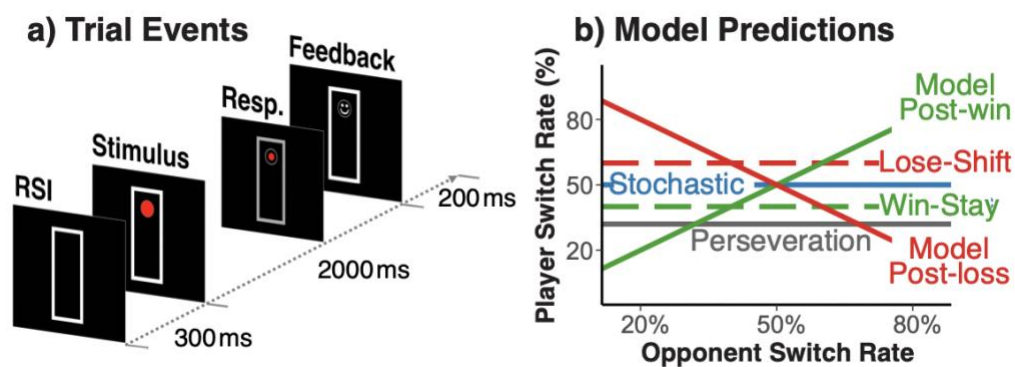 a) Trial Events
RSI
Stimulus
Resp.
Feedback
300 ms
2000 ms
200 ms
b) Model Predictions
Player Switch Rate (%)
80
50
20
Model
Post-win
Lose-Shift
Stochastic
Win-Stay
Perseveration
Model
Post-loss
20%
50%
80%
Opponent Switch Rate